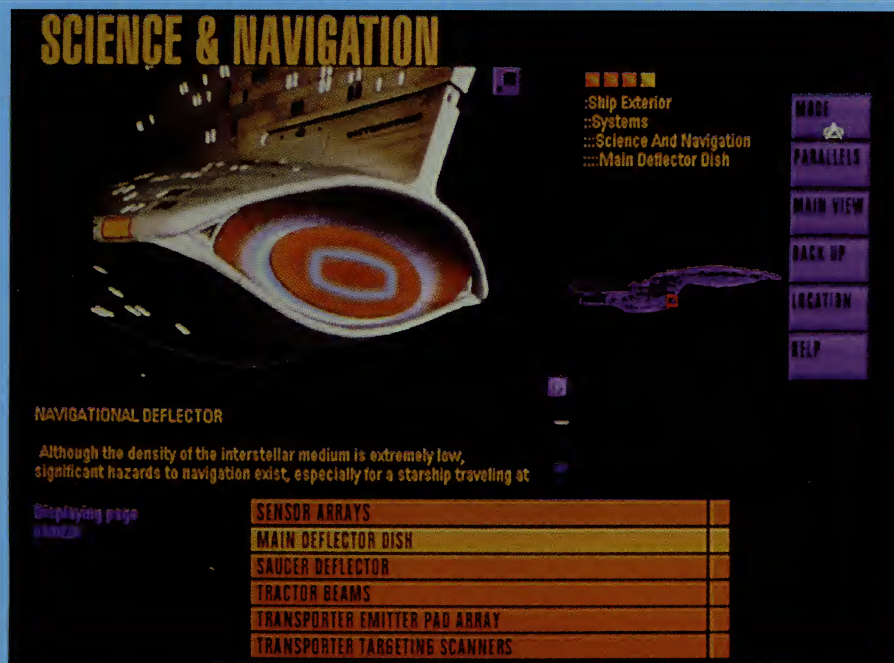 SCIENCE & NAVIGATION
:Ship Exterior
::Systems
:::Science And Navigation
::::Main Deflector Dish
MODE
PARALLELS
MAIN VIEW
BACK UP
LOCATION
HELP
NAVIGATIONAL DEFLECTOR
Although the density of the interstellar medium is extremely low,
significant hazards to navigation exist, especially for a starship traveling at
Displaying page
SENSOR ARRAYS
MAIN DEFLECTOR DISH
SAUCER DEFLECTOR
TRACTOR BEAMS
TRANSPORTER EMITTER PAD ARRAY
TRANSPORTER TARGETING SCANNERS